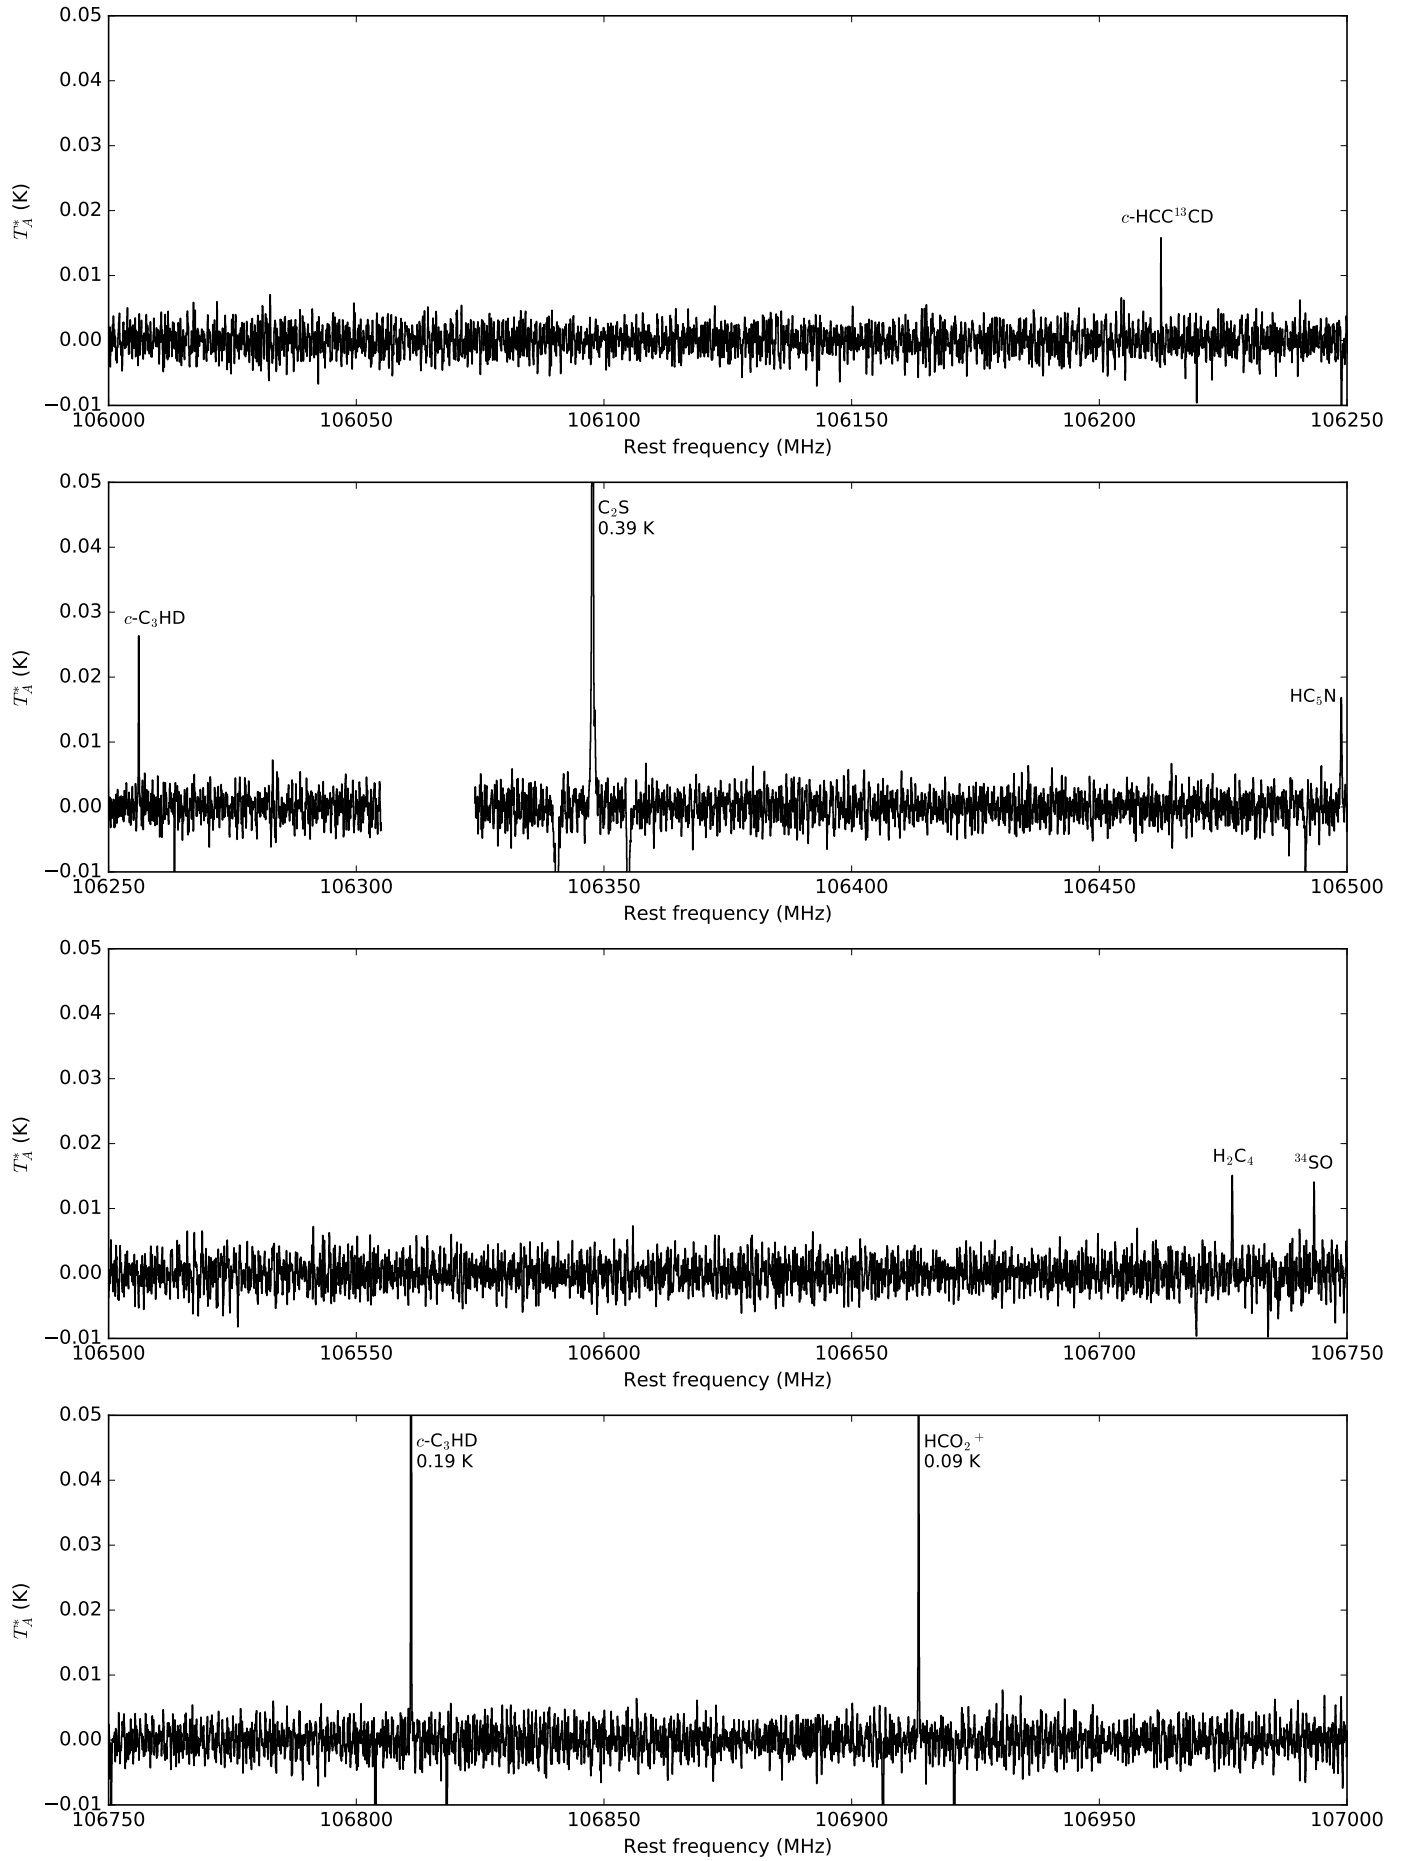 0.05
0.04
0.03
0.02
0.01
0.00
−0.01
T*A (K)
c-HCC¹³CD
106000 106050 106100 106150 106200 106250
Rest frequency (MHz)
0.05
0.04
0.03
0.02
0.01
0.00
−0.01
T*A (K)
C₂S
0.39 K
c-C₃HD
HC₅N
106250 106300 106350 106400 106450 106500
Rest frequency (MHz)
0.05
0.04
0.03
0.02
0.01
0.00
−0.01
T*A (K)
H₂C₄ ³⁴SO
106500 106550 106600 106650 106700 106750
Rest frequency (MHz)
0.05
0.04
0.03
0.02
0.01
0.00
−0.01
T*A (K)
c-C₃HD HCO₂⁺
0.19 K 0.09 K
106750 106800 106850 106900 106950 107000
Rest frequency (MHz)